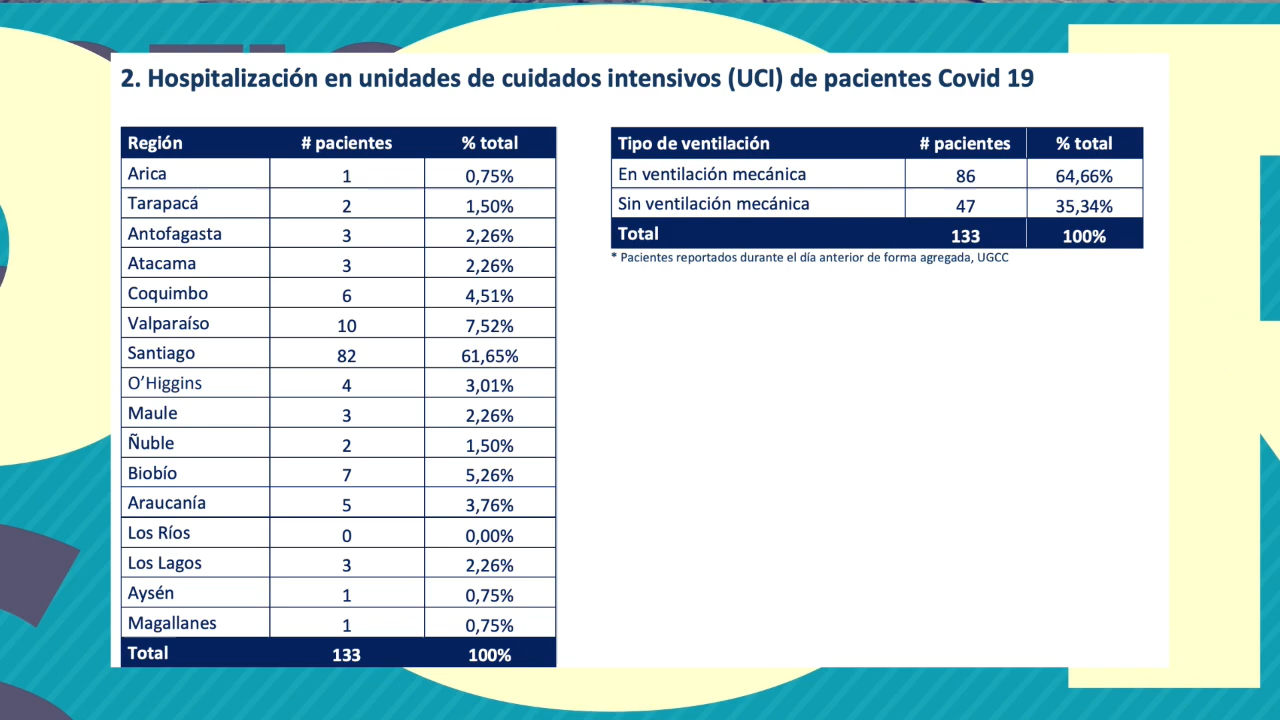 2. Hospitalización en unidades de cuidados intensivos (UCI) de pacientes Covid 19
Región # pacientes % total
Arica 1 0,75%
Tarapacá 2 1,50%
Antofagasta 3 2,26%
Atacama 3 2,26%
Coquimbo 6 4,51%
Valparaíso 10 7,52%
Santiago 82 61,65%
O’Higgins 4 3,01%
Maule 3 2,26%
Ñuble 2 1,50%
Biobío 7 5,26%
Araucanía 5 3,76%
Los Ríos 0 0,00%
Los Lagos 3 2,26%
Aysén 1 0,75%
Magallanes 1 0,75%
Total 133 100%
Tipo de ventilación # pacientes % total
En ventilación mecánica 86 64,66%
Sin ventilación mecánica 47 35,34%
Total 133 100%
* Pacientes reportados durante el día anterior de forma agregada, UGCC